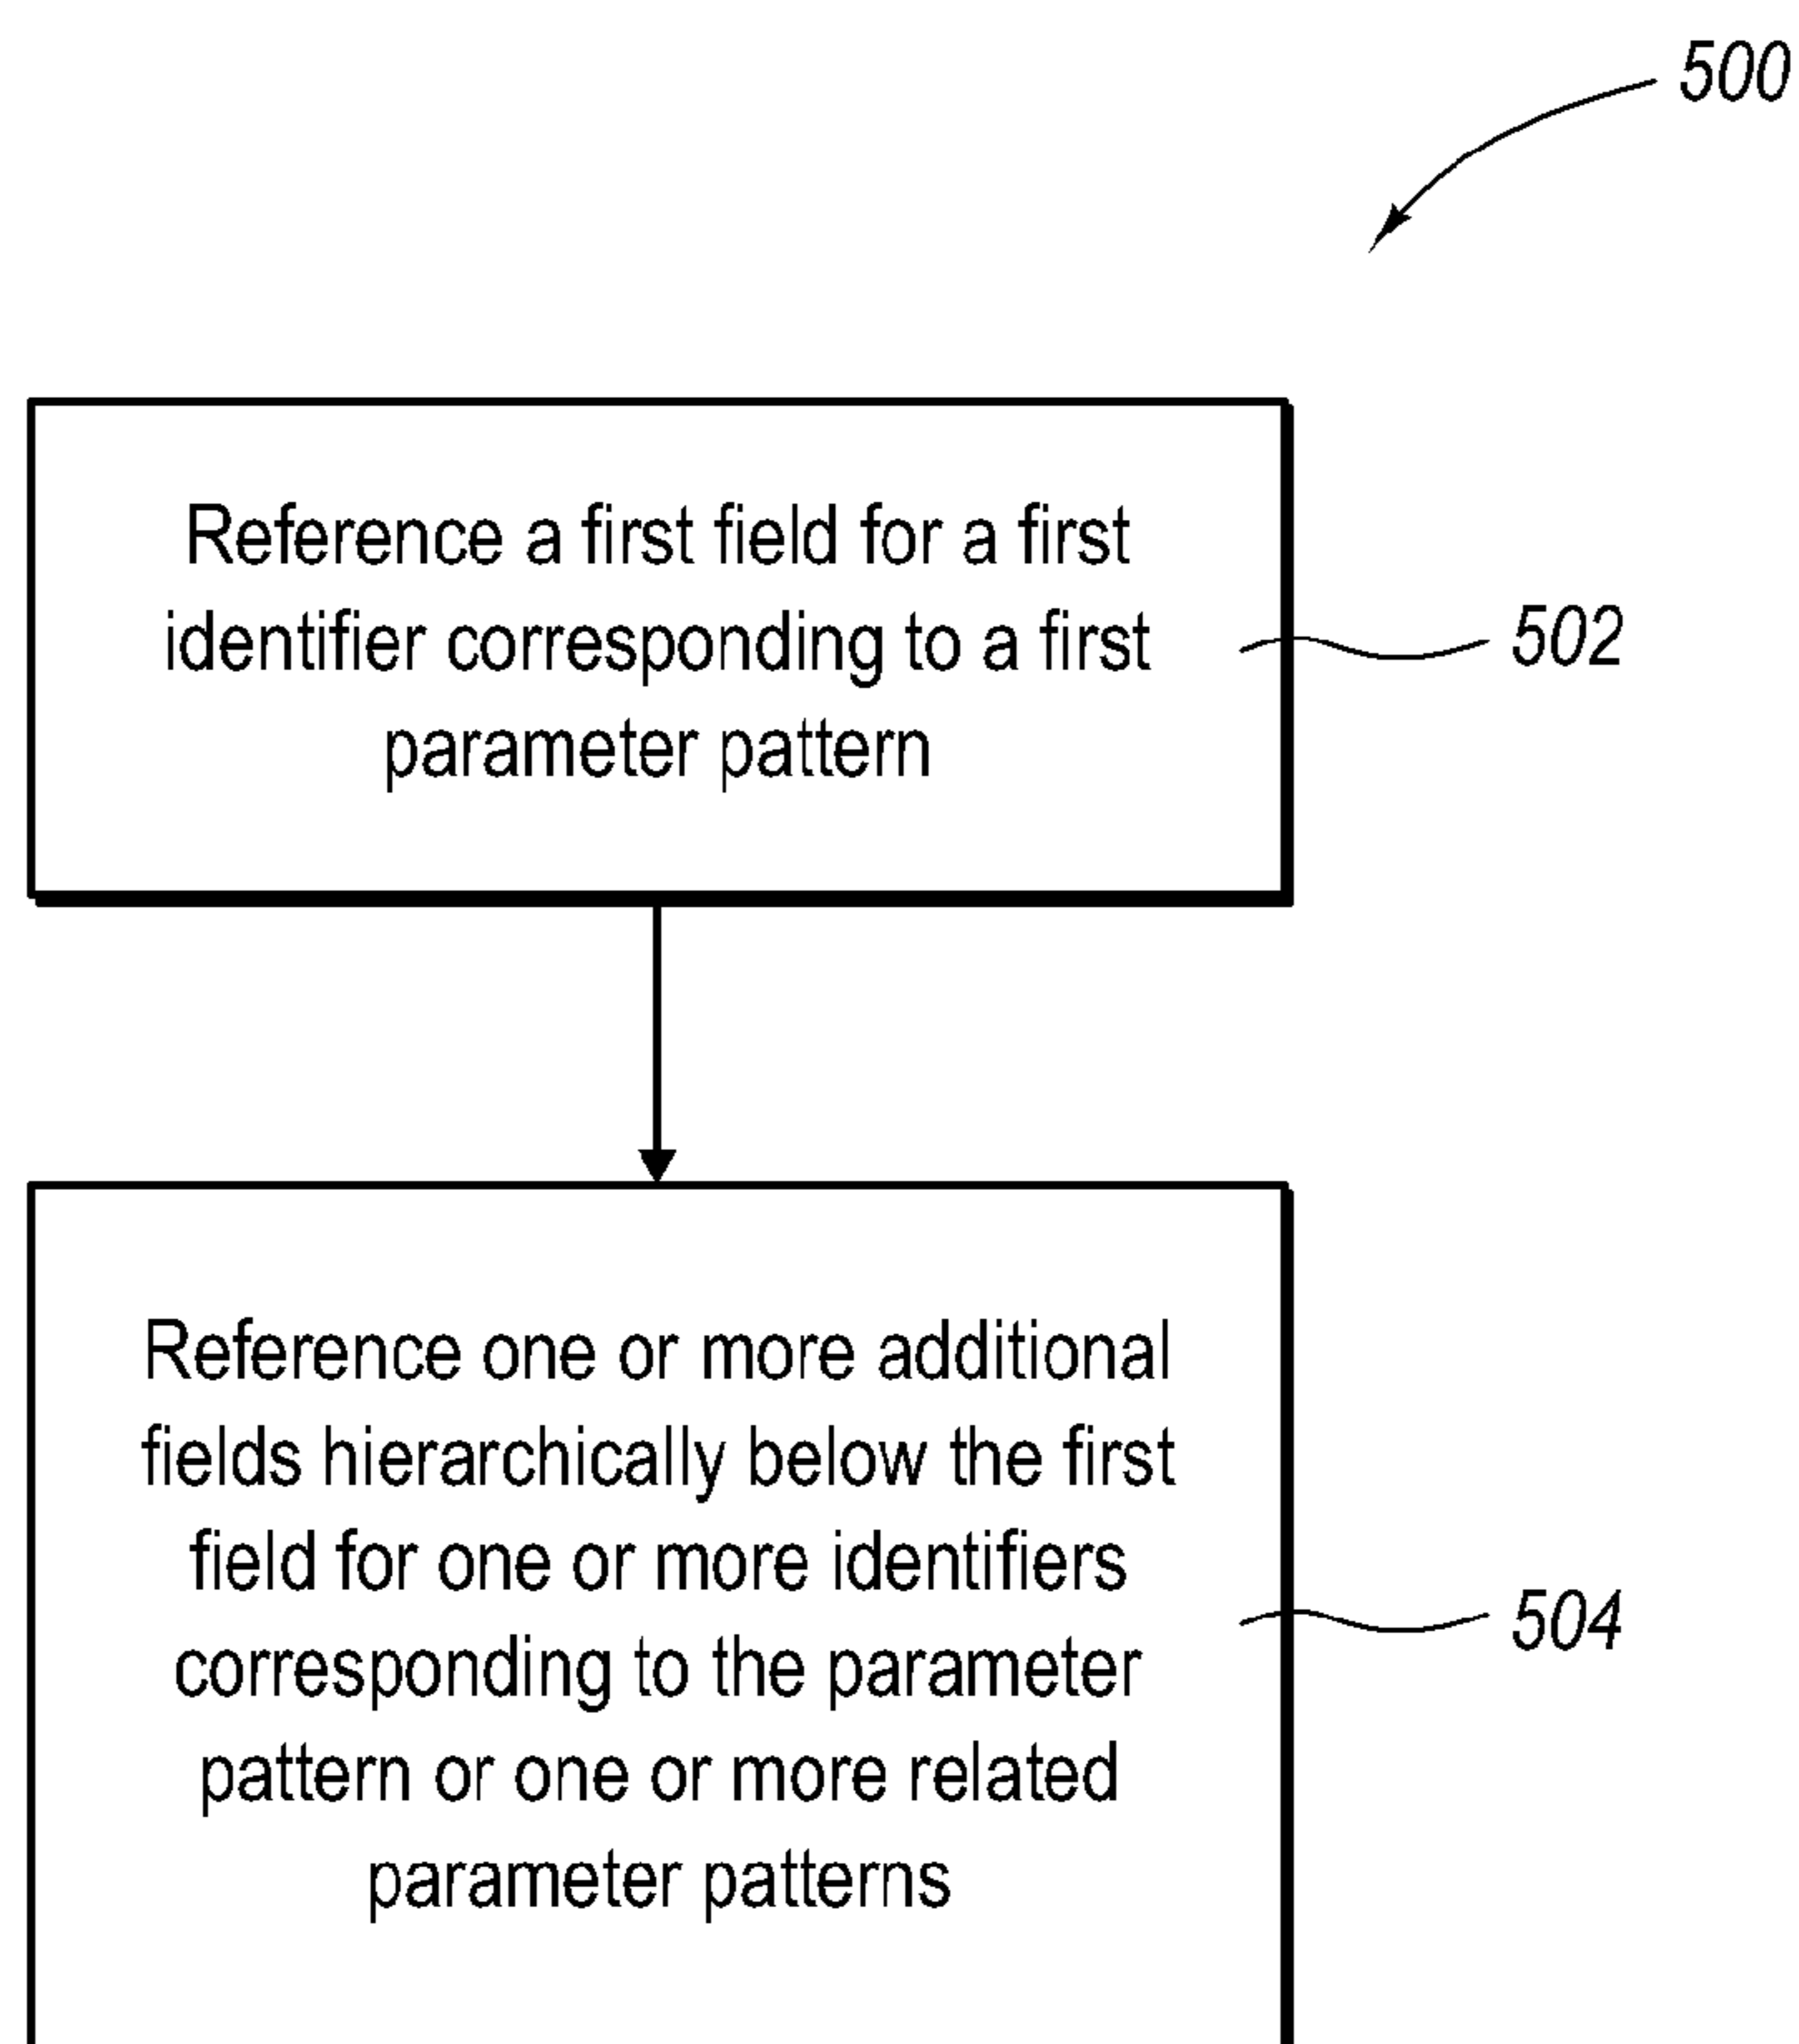 500
Reference a first field for a first
identifier corresponding to a first
parameter pattern
502
Reference one or more additional
fields hierarchically below the first
field for one or more identifiers
corresponding to the parameter
pattern or one or more related
parameter patterns
504